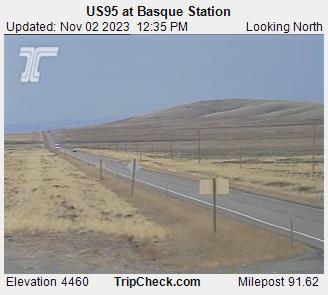 US95 at Basque Station
Updated: Nov 02 2023 12:35 PM Looking North
Elevation 4460 TripCheck.com Milepost 91.62